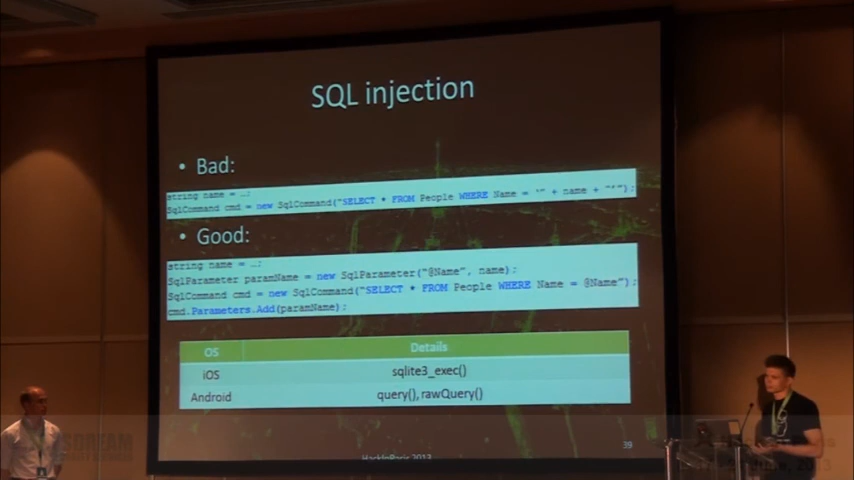 SQL injection
• Bad:
string name = …;
SqlCommand cmd = new SqlCommand("SELECT * FROM People WHERE Name = '" + name + "'");
• Good:
string name = …;
SqlParameter paramName = new SqlParameter("@Name", name);
SqlCommand cmd = new SqlCommand("SELECT * FROM People WHERE Name = @Name");
cmd.Parameters.Add(paramName);
OS Details
iOS sqlite3_exec()
Android query(), rawQuery()
HackInParis 2013
39